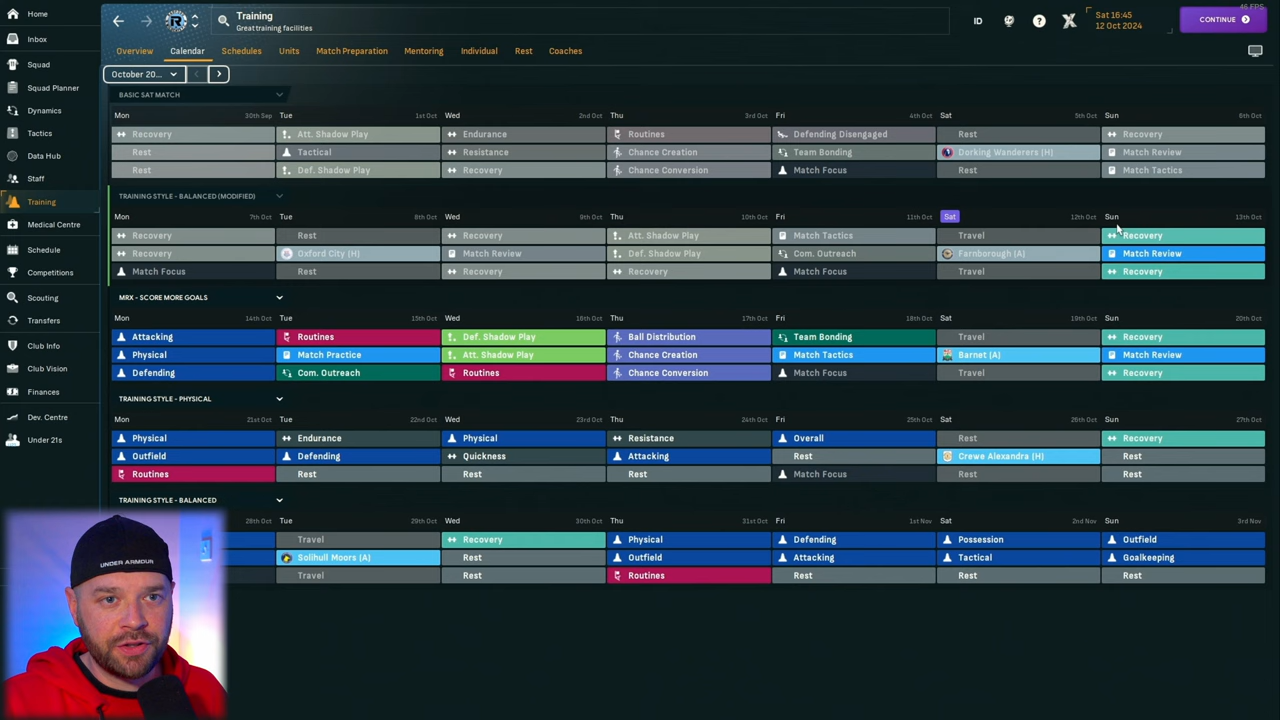 46 FPS
Home
Inbox
Squad
Squad Planner
Dynamics
Tactics
Data Hub
Staff
Training
Medical Centre
Schedule
Competitions
Scouting
Transfers
Club Info
Club Vision
Finances
Dev. Centre
Under 21s
Training
Great training facilities
ID
Sat 16:45
12 Oct 2024
CONTINUE
Overview Calendar Schedules Units Match Preparation Mentoring Individual Rest Coaches
October 20...
BASIC SAT MATCH
Mon 30th Sep Tue 1st Oct Wed 2nd Oct Thu 3rd Oct Fri 4th Oct Sat 5th Oct Sun 6th Oct
Recovery Att. Shadow Play Endurance Routines Defending Disengaged Rest Recovery
Rest Tactical Resistance Chance Creation Team Bonding Dorking Wanderers (H) Match Review
Rest Def. Shadow Play Recovery Chance Conversion Match Focus Rest Match Tactics
TRAINING STYLE - BALANCED (MODIFIED)
Mon 7th Oct Tue 8th Oct Wed 9th Oct Thu 10th Oct Fri 11th Oct Sat 12th Oct Sun 13th Oct
Recovery Rest Recovery Att. Shadow Play Match Tactics Travel Recovery
Recovery Oxford City (H) Match Review Def. Shadow Play Com. Outreach Farnborough (A) Match Review
Match Focus Rest Recovery Recovery Match Focus Travel Recovery
MRX - SCORE MORE GOALS
Mon 14th Oct Tue 15th Oct Wed 16th Oct Thu 17th Oct Fri 18th Oct Sat 19th Oct Sun 20th Oct
Attacking Routines Def. Shadow Play Ball Distribution Team Bonding Travel Recovery
Physical Match Practice Att. Shadow Play Chance Creation Match Tactics Barnet (A) Match Review
Defending Com. Outreach Routines Chance Conversion Match Focus Travel Recovery
TRAINING STYLE - PHYSICAL
Mon 21st Oct Tue 22nd Oct Wed 23rd Oct Thu 24th Oct Fri 25th Oct Sat 26th Oct Sun 27th Oct
Physical Endurance Physical Resistance Overall Rest Recovery
Outfield Defending Quickness Attacking Rest Crewe Alexandra (H) Rest
Routines Rest Rest Rest Match Focus Rest Rest
TRAINING STYLE - BALANCED
28th Oct Tue 29th Oct Wed 30th Oct Thu 31st Oct Fri 1st Nov Sat 2nd Nov Sun 3rd Nov
Travel Recovery Physical Defending Possession Outfield
Solihull Moors (A) Rest Outfield Attacking Tactical Goalkeeping
Travel Rest Routines Rest Rest Rest
UNDER ARMOUR